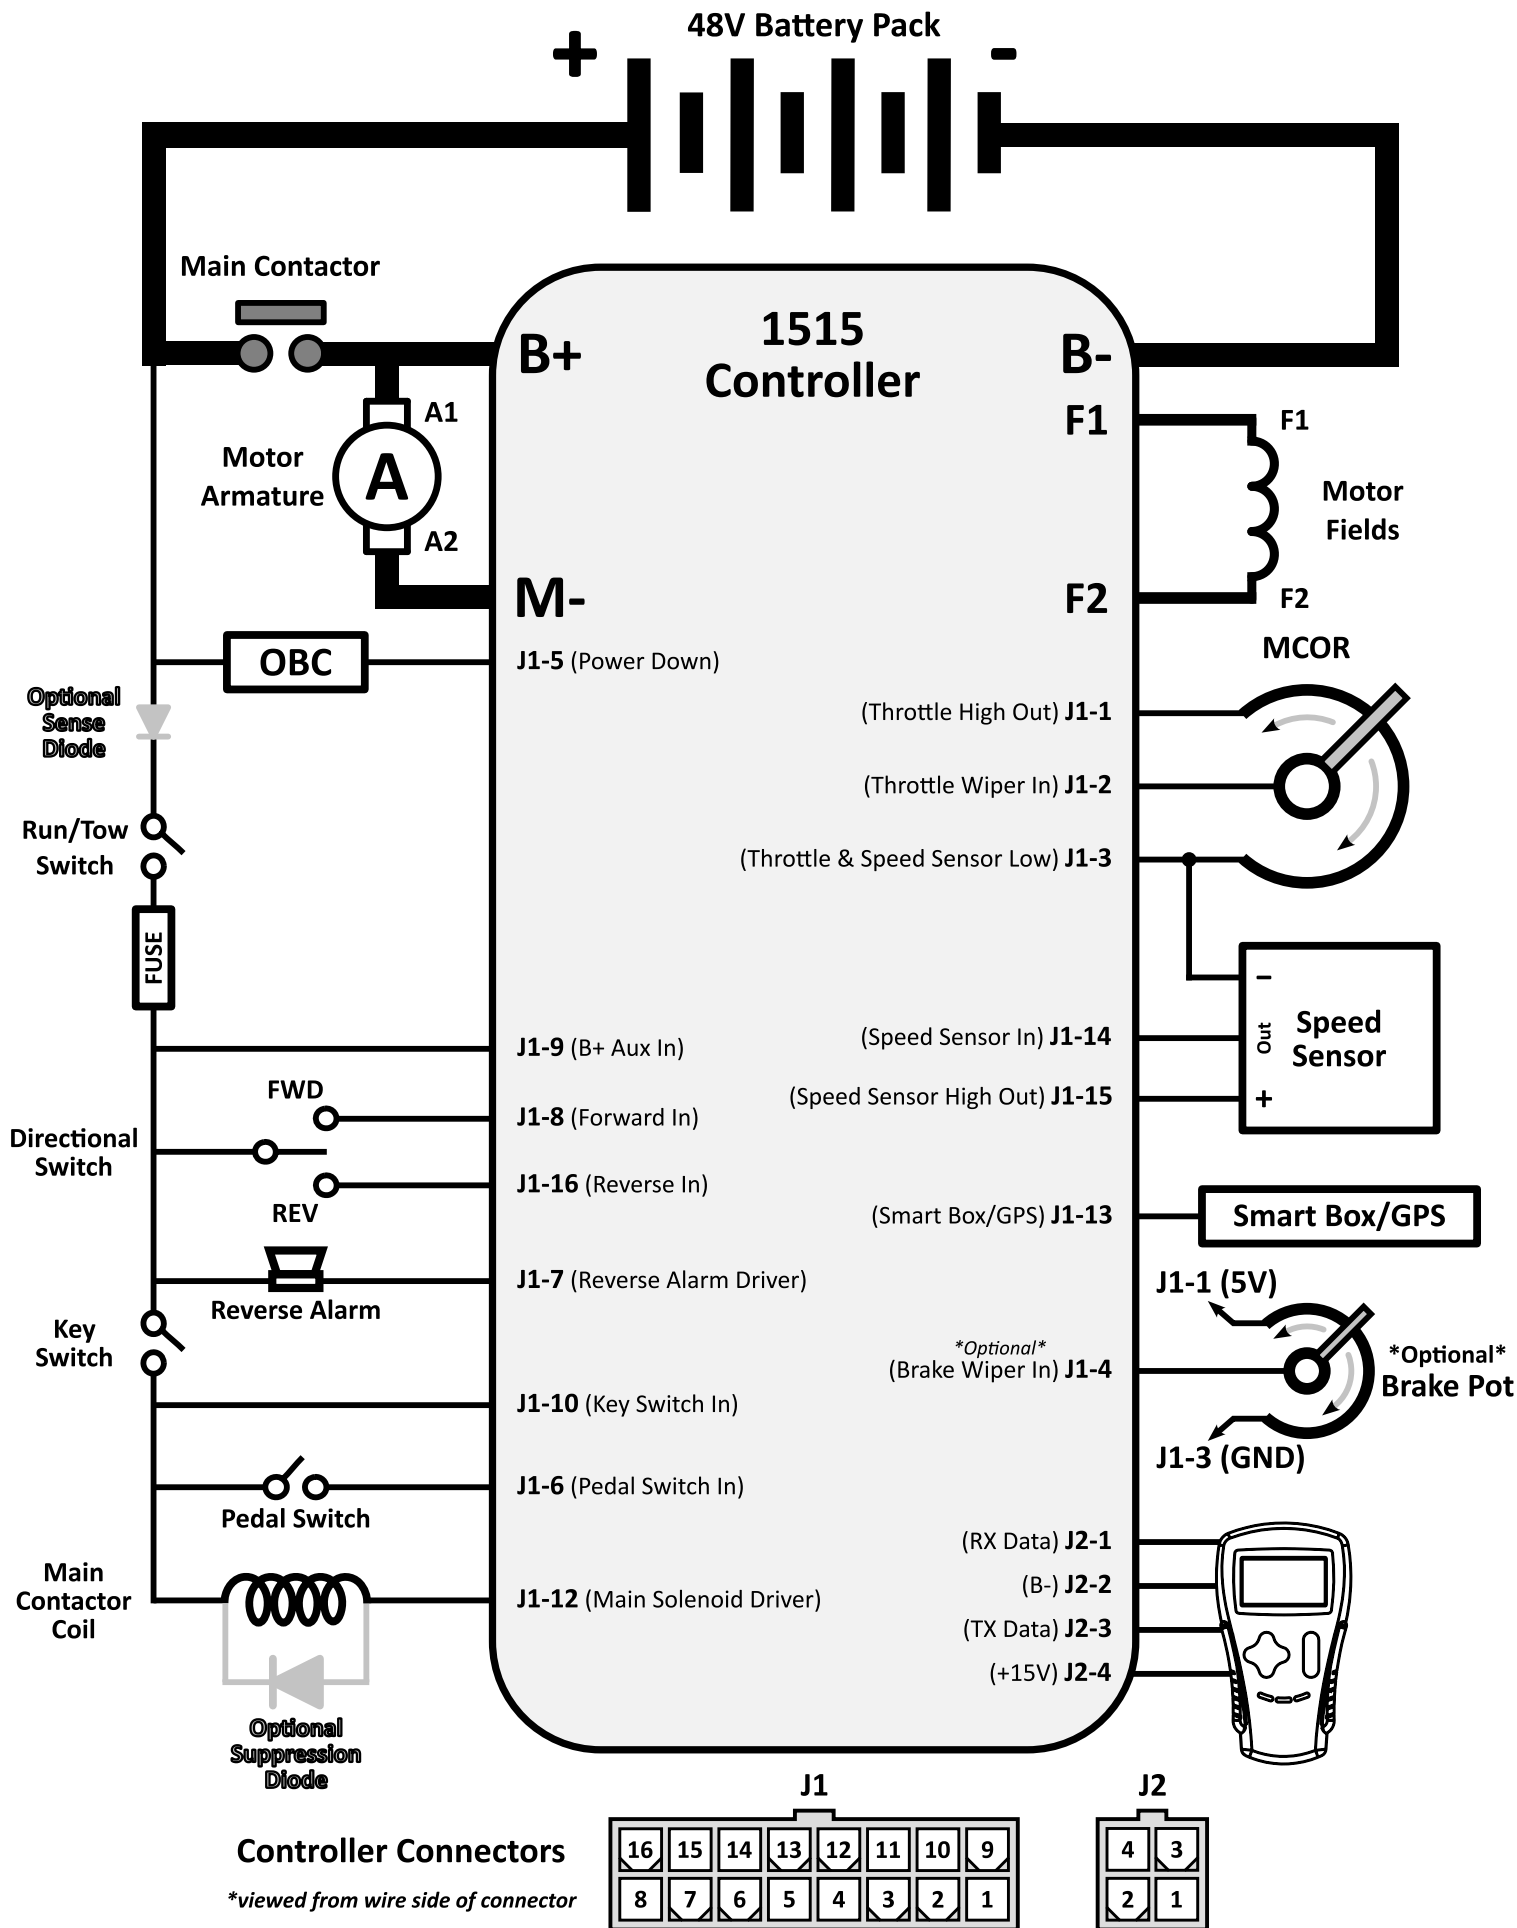 48V Battery Pack
+ -
Main Contactor
1515
Controller
B+
B-
A1
Motor
Armature
A
A2
M-
F1
F1
Motor
Fields
F2
F2
OBC
J1-5 (Power Down)
Optional
Sense
Diode
Run/Tow
Switch
FUSE
J1-9 (B+ Aux In)
FWD
J1-8 (Forward In)
Directional
Switch
J1-16 (Reverse In)
REV
J1-7 (Reverse Alarm Driver)
Reverse Alarm
Key
Switch
J1-10 (Key Switch In)
J1-6 (Pedal Switch In)
Pedal Switch
Main
Contactor
Coil
J1-12 (Main Solenoid Driver)
Optional
Suppression
Diode
MCOR
(Throttle High Out) J1-1
(Throttle Wiper In) J1-2
(Throttle & Speed Sensor Low) J1-3
−
(Speed Sensor In) J1-14
Out
Speed
Sensor
(Speed Sensor High Out) J1-15
+
(Smart Box/GPS) J1-13
Smart Box/GPS
J1-1 (5V)
*Optional*
(Brake Wiper In) J1-4
*Optional*
Brake Pot
J1-3 (GND)
(RX Data) J2-1
(B-) J2-2
(TX Data) J2-3
(+15V) J2-4
Controller Connectors
*viewed from wire side of connector
J1
16 15 14 13 12 11 10 9
8 7 6 5 4 3 2 1
J2
4 3
2 1